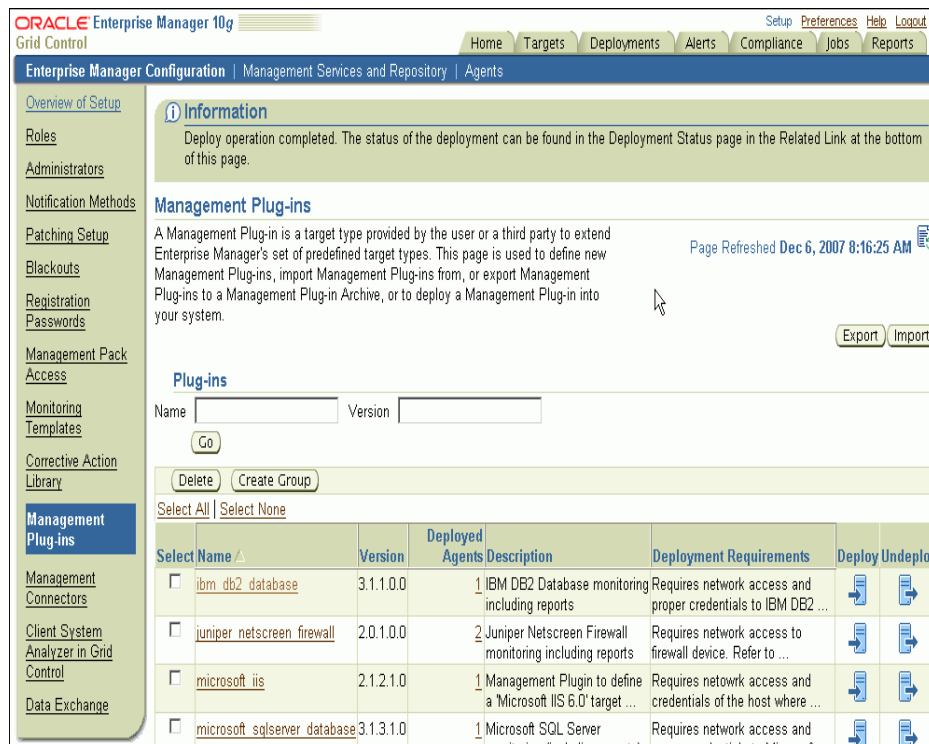 ORACLE Enterprise Manager 10g
Grid Control
Setup Preferences Help Logout
Home Targets Deployments Alerts Compliance Jobs Reports
Enterprise Manager Configuration | Management Services and Repository | Agents
Overview of Setup
Roles
Administrators
Notification Methods
Patching Setup
Blackouts
Registration
Passwords
Management Pack
Access
Monitoring
Templates
Corrective Action
Library
Management
Plug-ins
Management
Connectors
Client System
Analyzer in Grid
Control
Data Exchange
Information
Deploy operation completed. The status of the deployment can be found in the Deployment Status page in the Related Link at the bottom
of this page.
Management Plug-ins
A Management Plug-in is a target type provided by the user or a third party to extend
Enterprise Manager's set of predefined target types. This page is used to define new
Management Plug-ins, import Management Plug-ins from, or export Management
Plug-ins to a Management Plug-in Archive, or to deploy a Management Plug-in into
your system.
Page Refreshed Dec 6, 2007 8:16:25 AM
Export Import
Plug-ins
Name Version
Go
Delete Create Group
Select All | Select None
Select Name Version Deployed Agents Description Deployment Requirements Deploy Undeplo
ibm_db2_database 3.1.1.0.0 1 IBM DB2 Database monitoring Requires network access and
including reports proper credentials to IBM DB2 ...
juniper_netscreen_firewall 2.0.1.0.0 2 Juniper Netscreen Firewall Requires network access to
monitoring including reports firewall device. Refer to ...
microsoft_iis 2.1.2.1.0 1 Management Plugin to define Requires netowrk access and
a 'Microsoft IIS 6.0' target ... credentials of the host where ...
microsoft_sqlserver_database 3.1.3.1.0 1 Microsoft SQL Server Requires network access and